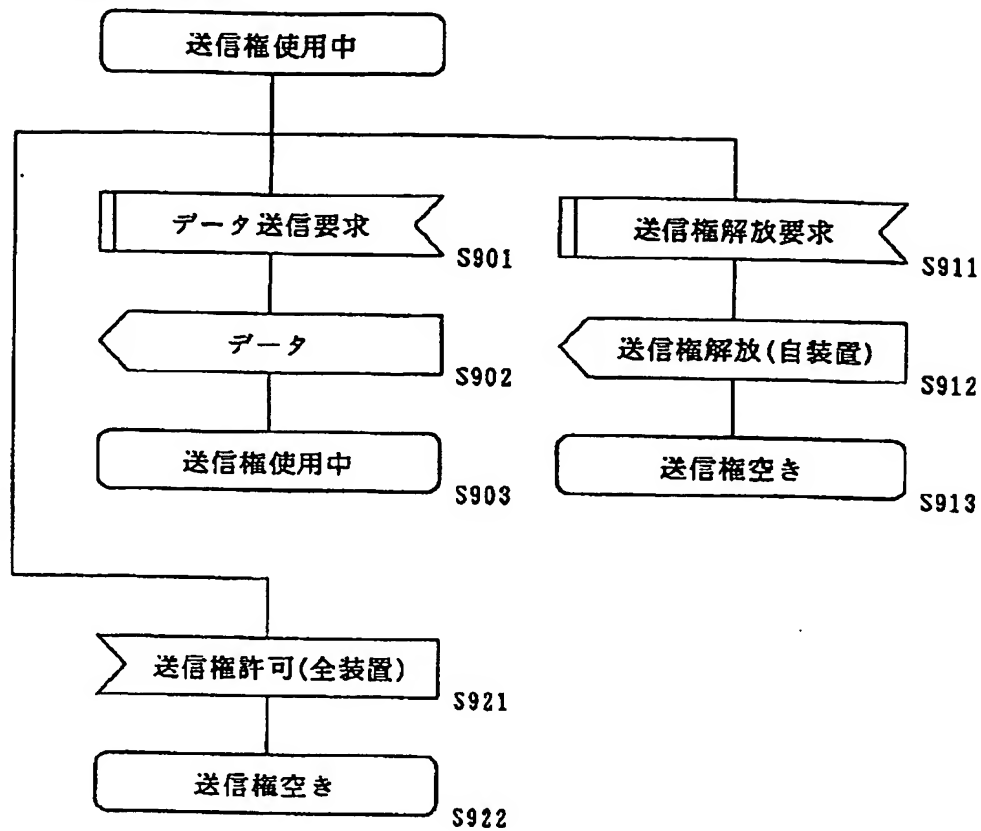 送信権使用中
データ送信要求
S901
データ
S902
送信権使用中
S903
送信権解放要求
S911
送信権解放(自装置)
S912
送信権空き
S913
送信権許可(全装置)
S921
送信権空き
S922